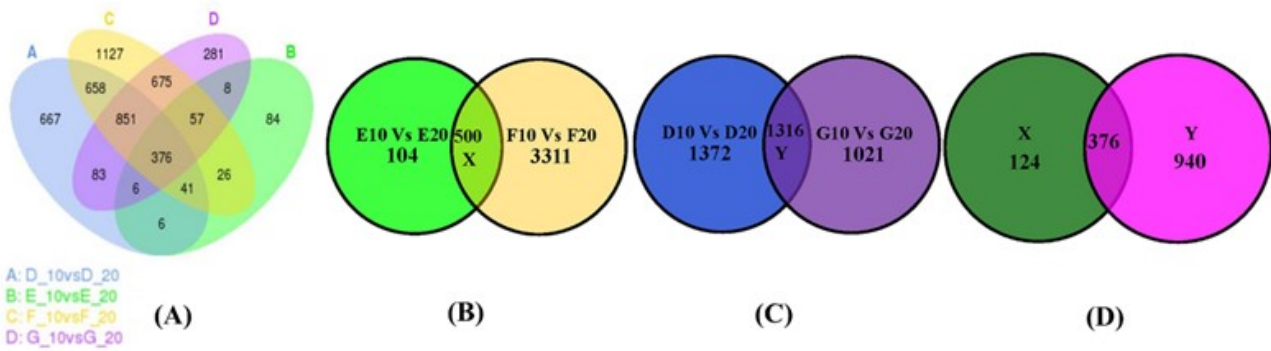 C
D
A
B
1127
281
658
675
8
667
851
57
84
376
83
26
6
41
6
A: D_10vsD_20
B: E_10vsE_20
C: F_10vsF_20
D: G_10vsG_20
(A)
E10 Vs E20
104
500
X
F10 Vs F20
3311
(B)
D10 Vs D20
1372
1316
Y
G10 Vs G20
1021
(C)
X
124
376
Y
940
(D)